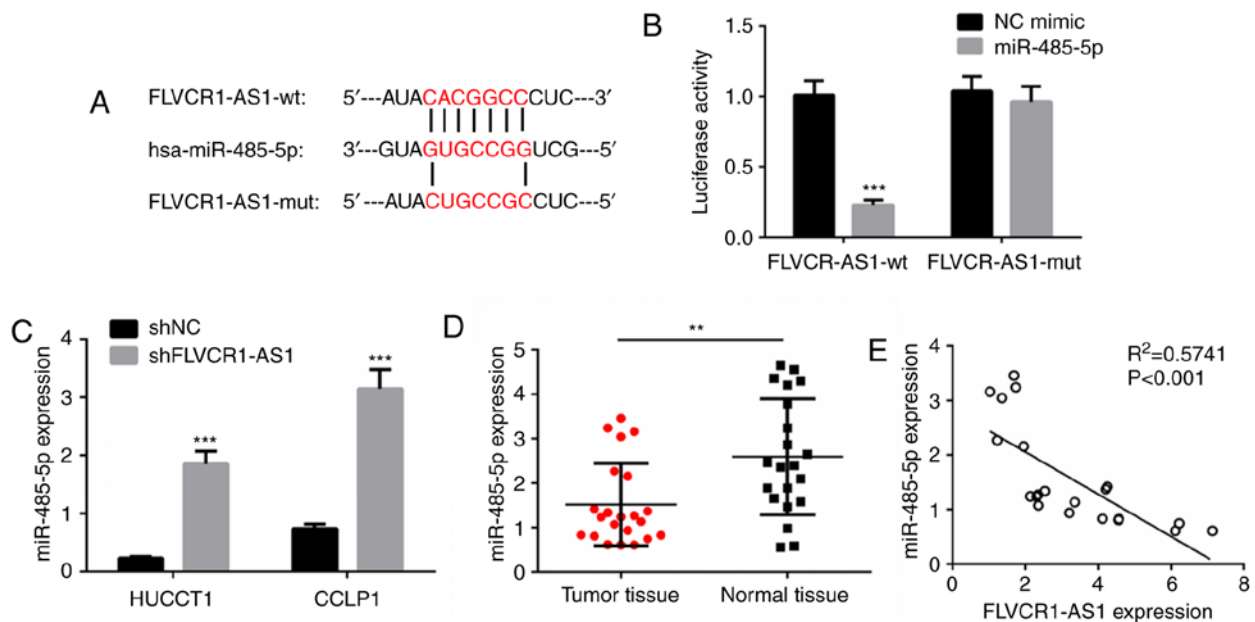 A
FLVCR1-AS1-wt: 5′---AUACACGGCCCUC---3′
hsa-miR-485-5p: 3′---GUAGUGCCGGUCG---5′
FLVCR1-AS1-mut: 5′---AUACUGCCGCCUC---5′
B
NC mimic
miR-485-5p
Luciferase activity
1.5
1.0
0.5
0.0
***
FLVCR-AS1-wt FLVCR-AS1-mut
C
shNC
shFLVCR1-AS1
miR-485-5p expression
4
3
2
1
0
***
***
HUCCT1 CCLP1
D
**
miR-485-5p expression
5
4
3
2
1
0
Tumor tissue Normal tissue
E
R²=0.5741
P<0.001
miR-485-5p expression
4
3
2
1
0
0 2 4 6 8
FLVCR1-AS1 expression